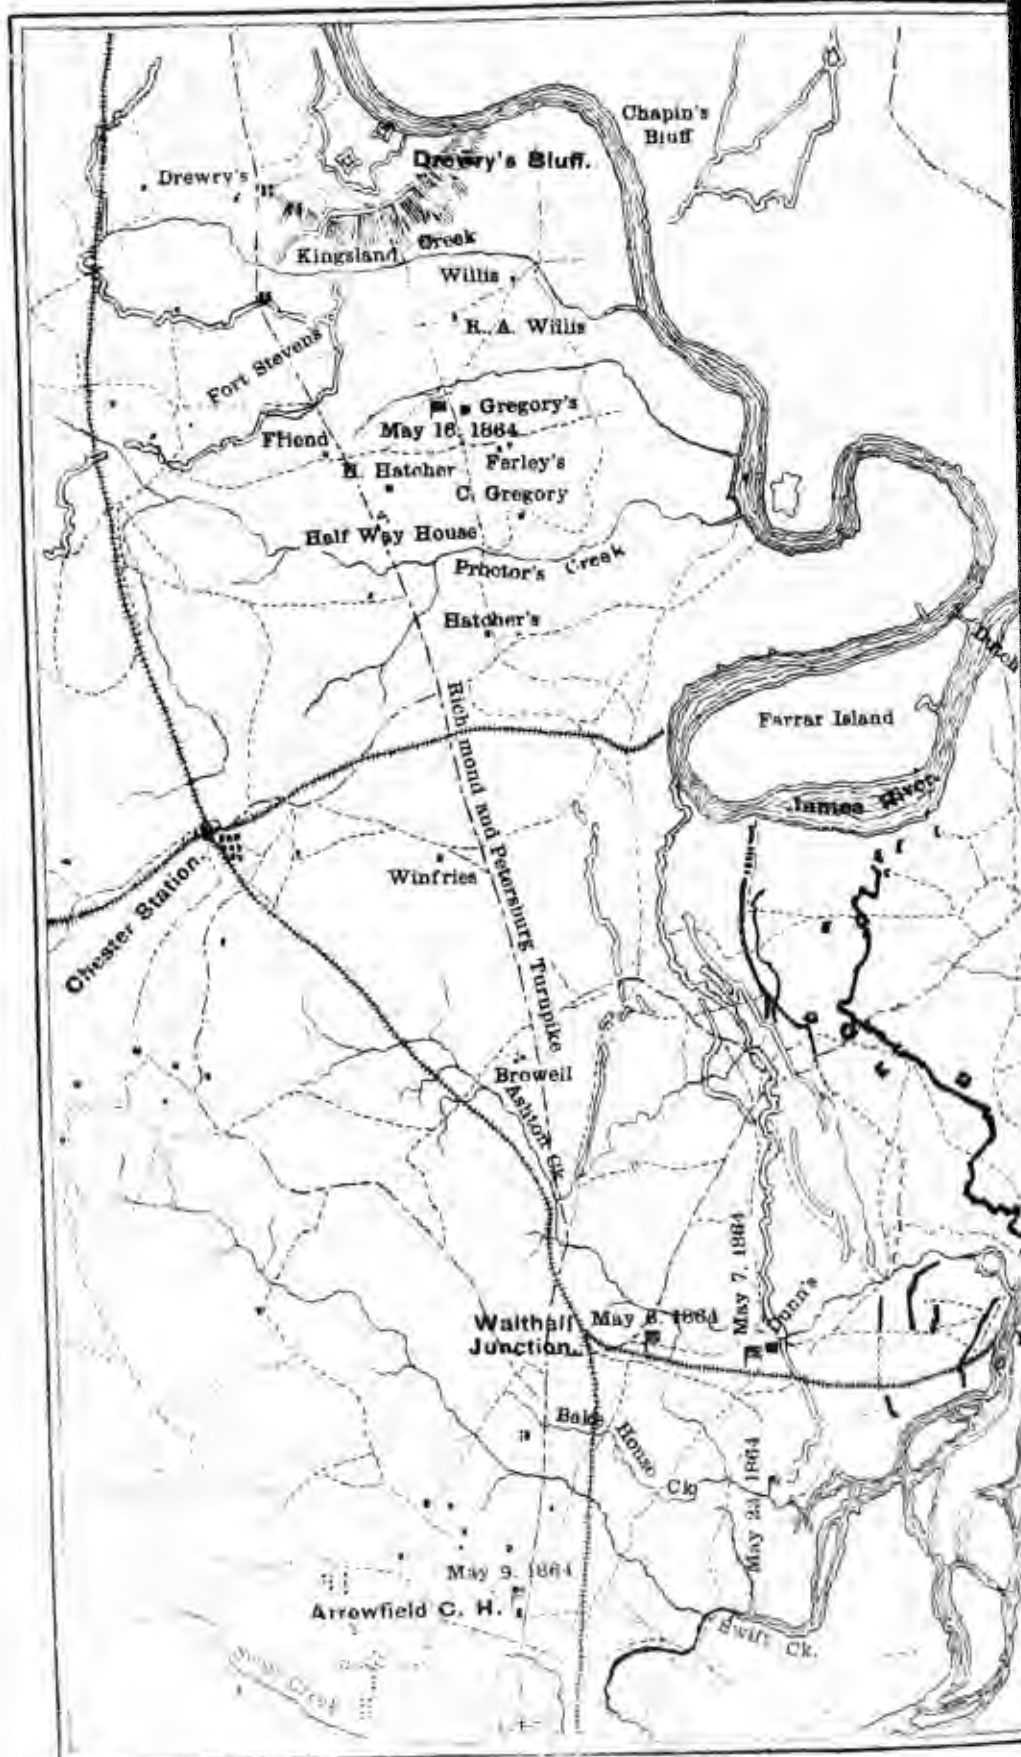 Chapin's
Bluff
Drewry's Bluff.
Drewry's
Kingsland Creek
Willis
R. A. Willis
Fort Stevens
Gregory's
May 16. 1864
Friend
H. Hatcher
Farley's
C. Gregory
Half Way House
Proctor's Creek
Hatcher's
Dutch
Farrar Island
Richmond and Petersburg Turnpike
James River
Chester Station.
Winfries
Browell
Ashton Ck
May 7. 1864
Dunn's
Walthall
Junction.
May 6. 1864
Bake House Ck
May 23 1864
May 9. 1864
Arrowfield C. H.
Swift Ck.
Creek